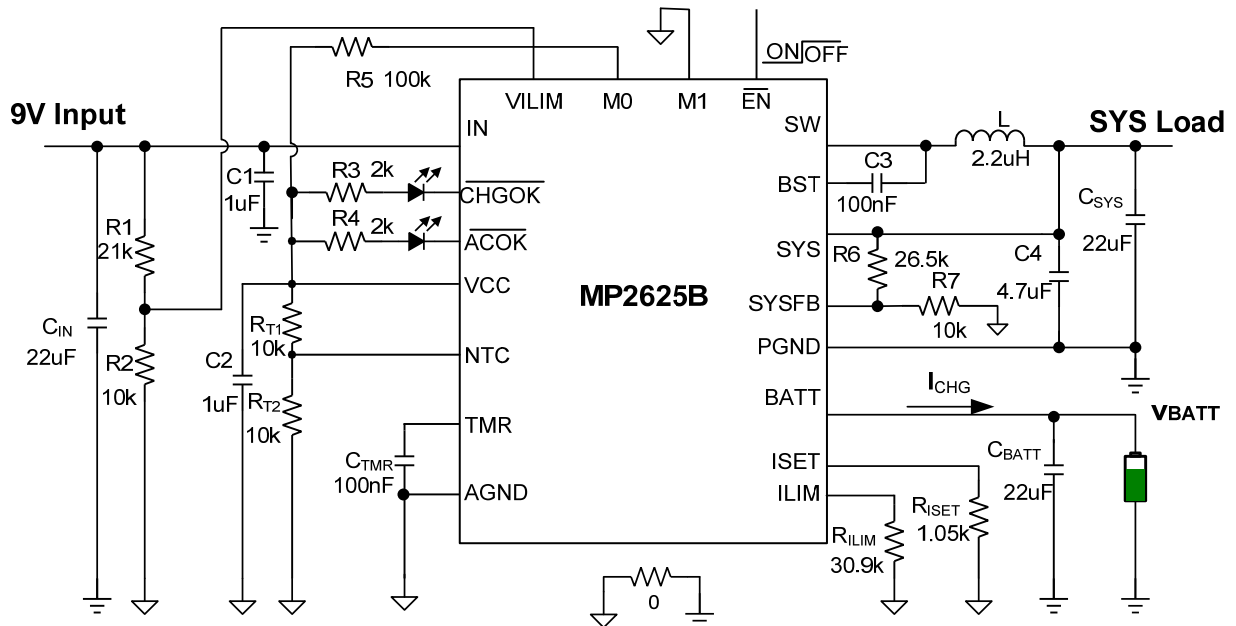 ON OFF
R5 100k
VILIM M0 M1 EN
9V Input
IN
SW
L
SYS Load
2.2uH
R3 2k
CHGOK
C1
1uF
BST
C3
100nF
R4 2k
ACOK
CSYS
22uF
R1
21k
SYS
R6
26.5k
C4
4.7uF
VCC
MP2625B
SYSFB
R7
10k
CIN
22uF
RT1
10k
R2
10k
C2
1uF
NTC
PGND
RT2
10k
BATT
ICHG
VBATT
TMR
CTMR
100nF
ISET
CBATT
22uF
AGND
ILIM
RISET
1.05k
RILIM
30.9k
0